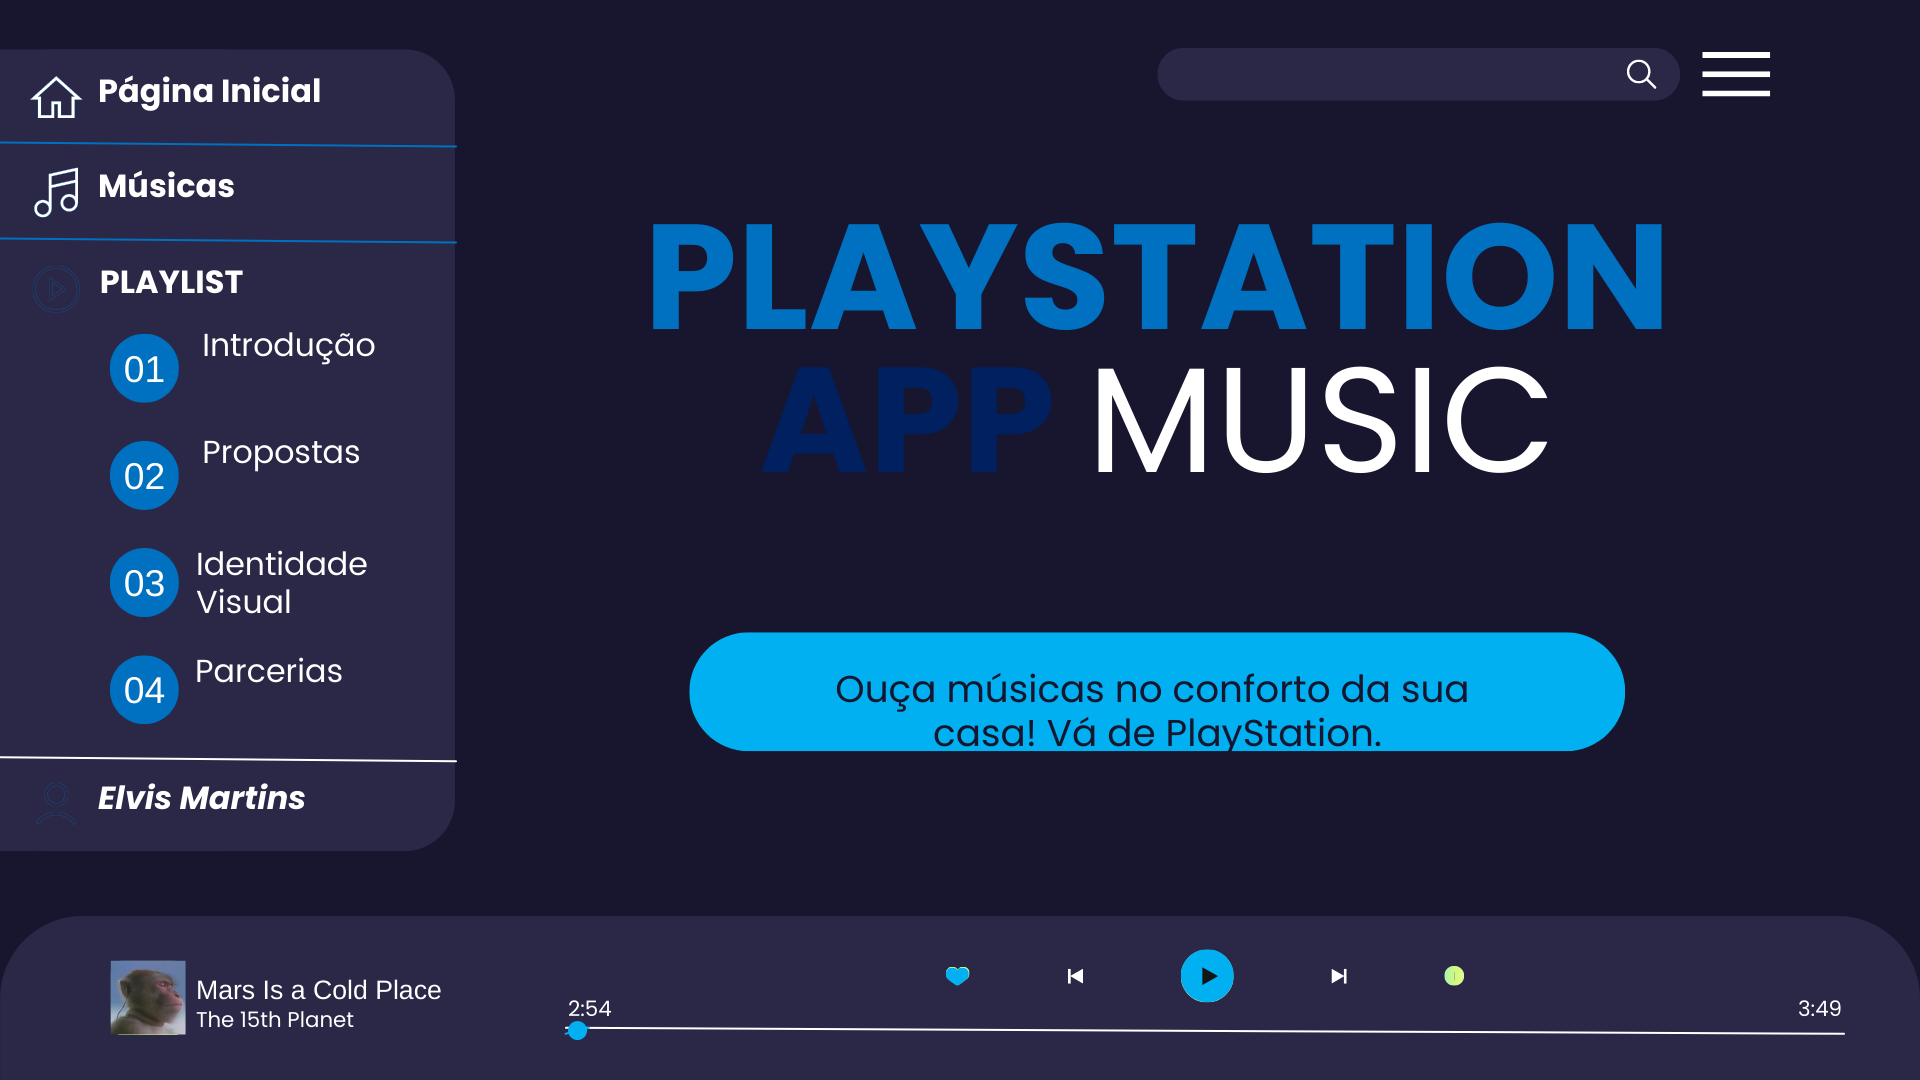 Página Inicial
Músicas
PLAYLIST
01 Introdução
02 Propostas
03 Identidade
Visual
04 Parcerias
Elvis Martins
PLAYSTATION
APP MUSIC
Ouça músicas no conforto da sua
casa! Vá de PlayStation.
Mars Is a Cold Place
The 15th Planet
2:54
3:49